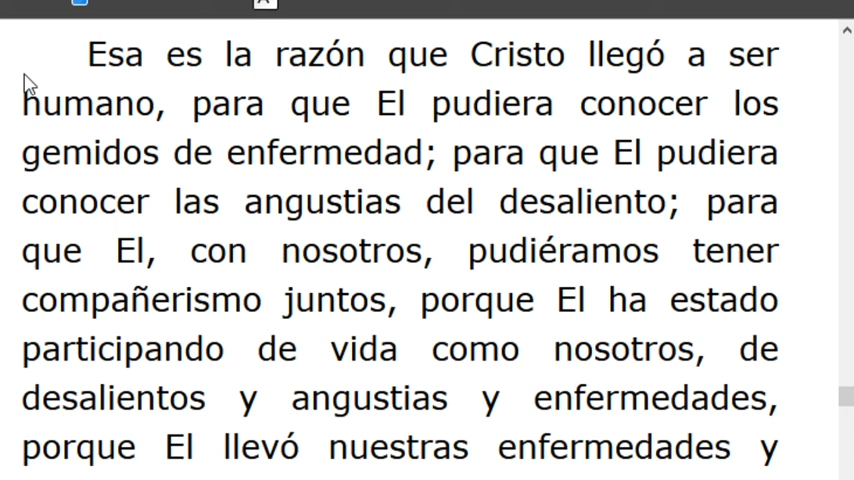 Esa es la razón que Cristo llegó a ser
humano, para que El pudiera conocer los
gemidos de enfermedad; para que El pudiera
conocer las angustias del desaliento; para
que El, con nosotros, pudiéramos tener
compañerismo juntos, porque El ha estado
participando de vida como nosotros, de
desalientos y angustias y enfermedades,
porque El llevó nuestras enfermedades y